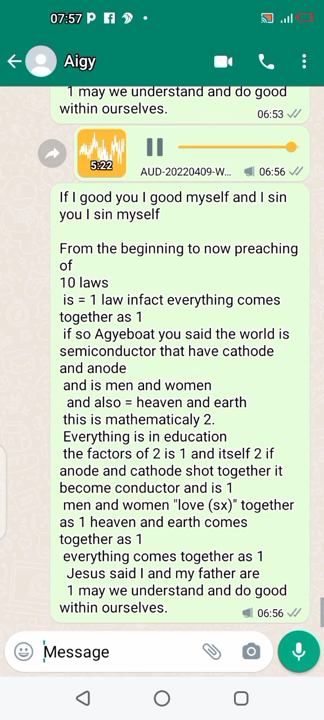 07:57
Aigy
1 may we understand and do good
within ourselves.
06:53
5:22
AUD-20220409-W...
06:56
If I good you I good myself and I sin
you I sin myself
From the beginning to now preaching
of
10 laws
is = 1 law infact everything comes
together as 1
if so Agyeboat you said the world is
semiconductor that have cathode
and anode
and is men and women
and also = heaven and earth
this is mathematicaly 2.
Everything is in education
the factors of 2 is 1 and itself 2 if
anode and cathode shot together it
become conductor and is 1
men and women "love (sx)" together
as 1 heaven and earth comes
together as 1
everything comes together as 1
Jesus said I and my father are
1 may we understand and do good
within ourselves.
06:56
Message